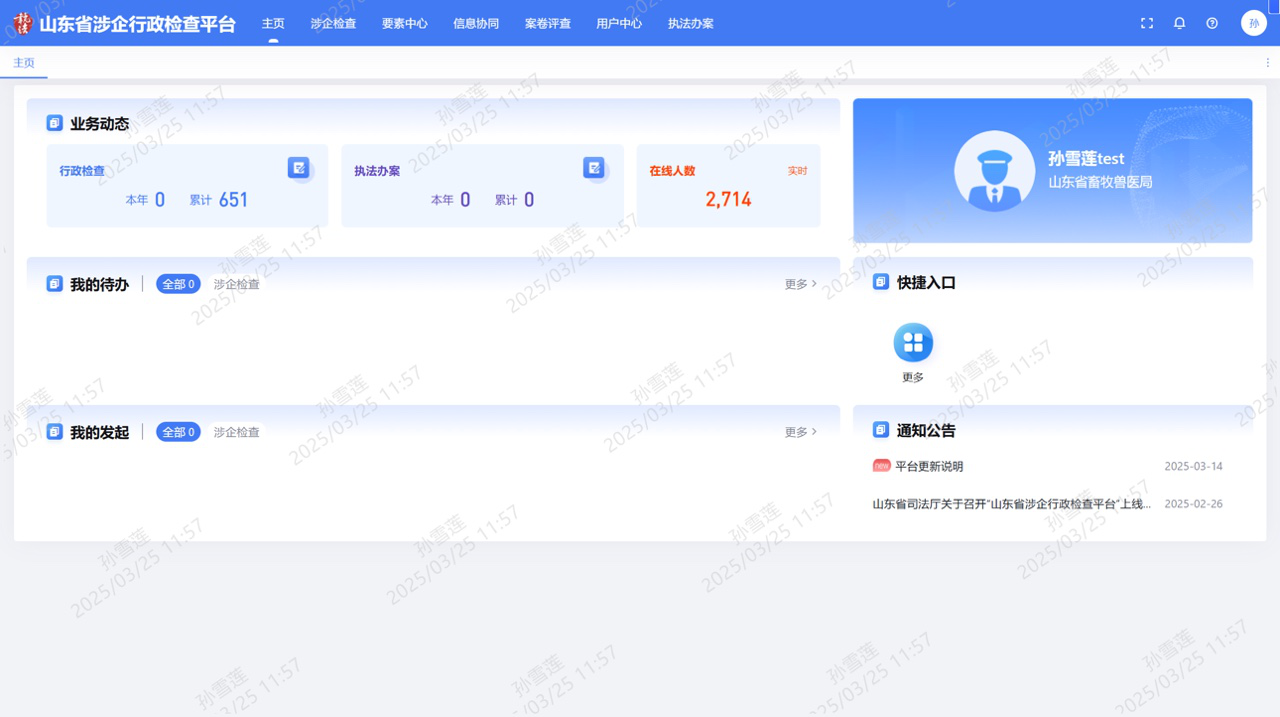 山东省涉企行政检查平台
主页 涉企检查 要素中心 信息协同 案卷评查 用户中心 执法办案
孙
主页
业务动态
行政检查
本年 0 累计 651
执法办案
本年 0 累计 0
在线人数 实时
2,714
孙雪莲test
山东省畜牧兽医局
我的待办 全部 0 涉企检查 更多
快捷入口
更多
我的发起 全部 0 涉企检查 更多
通知公告
new 平台更新说明 2025-03-14
山东省司法厅关于召开“山东省涉企行政检查平台”上线... 2025-02-26
孙雪莲
2025/03/25 11:57